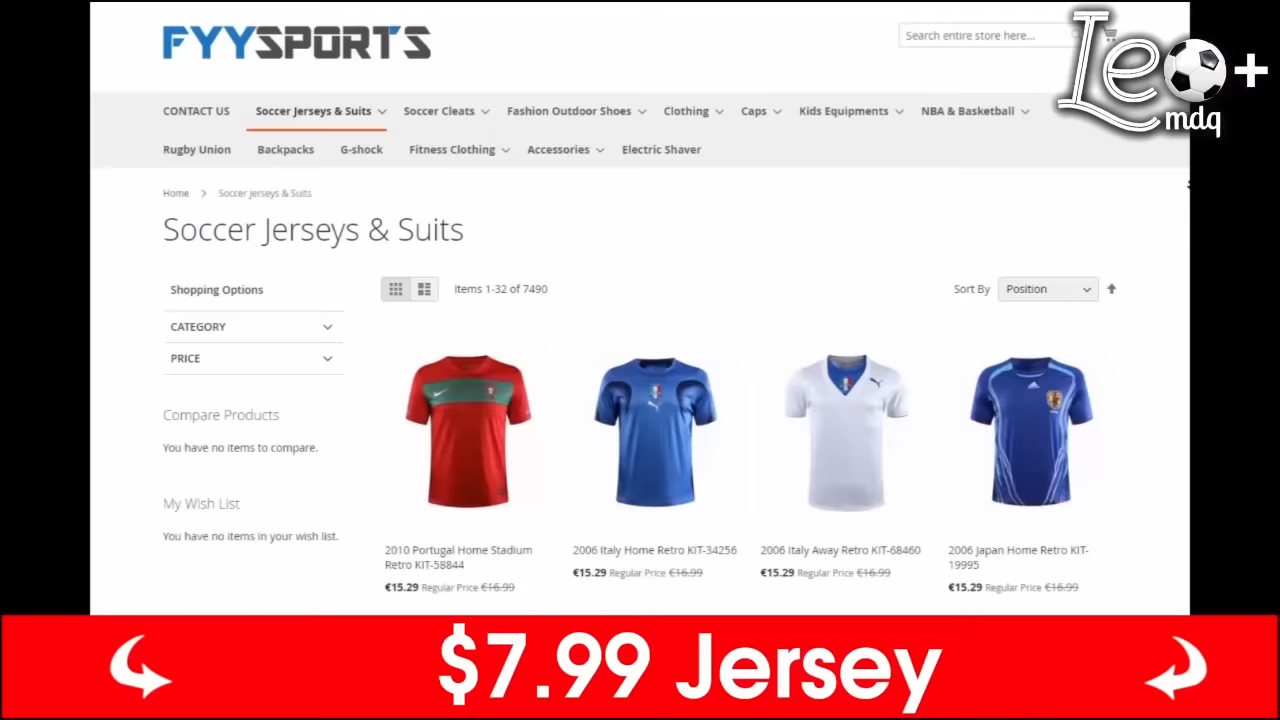 FYYSPORTS
Search entire store here...
Leo+
mdq
CONTACT US Soccer Jerseys & Suits Soccer Cleats Fashion Outdoor Shoes Clothing Caps Kids Equipments NBA & Basketball
Rugby Union Backpacks G-shock Fitness Clothing Accessories Electric Shaver
Home > Soccer Jerseys & Suits
Soccer Jerseys & Suits
Shopping Options
Items 1-32 of 7490
Sort By Position
CATEGORY
PRICE
Compare Products
You have no items to compare.
My Wish List
You have no items in your wish list.
2010 Portugal Home Stadium
Retro KIT-58844
€15.29 Regular Price €16.99
2006 Italy Home Retro KIT-34256
€15.29 Regular Price €16.99
2006 Italy Away Retro KIT-68460
€15.29 Regular Price €16.99
2006 Japan Home Retro KIT-
19995
€15.29 Regular Price €16.99
$7.99 Jersey